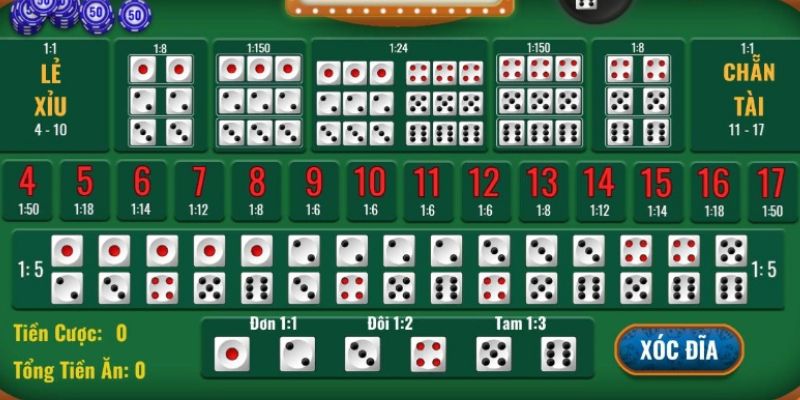 50 50
1:1 1:8 1:150 1:24 1:150 1:8 1:1
LẺ CHẴN
XỈU TÀI
4 - 10 11 - 17
4 5 6 7 8 9 10 11 12 13 14 15 16 17
1:50 1:18 1:14 1:12 1:8 1:6 1:6 1:6 1:6 1:8 1:12 1:14 1:18 1:50
1: 5 1: 5
Đơn 1:1 Đôi 1:2 Tam 1:3
Tiền Cược: 0
XÓC ĐĨA
Tổng Tiền Ăn: 0